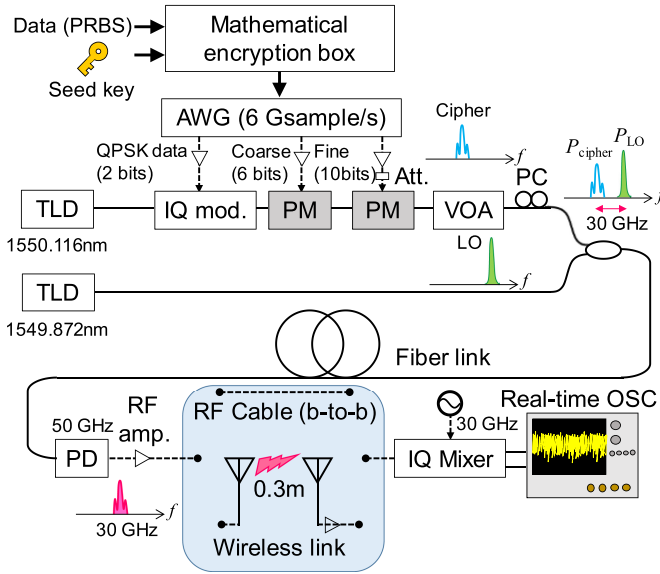 Data (PRBS)
Seed key
Mathematical
encryption box
AWG (6 Gsample/s)
QPSK data
(2 bits)
Coarse
(6 bits)
Fine
(10bits)
Att.
Cipher
f
PC
Pcipher
PLO
f
30 GHz
TLD
IQ mod.
PM
PM
VOA
1550.116nm
LO
f
TLD
1549.872nm
Fiber link
RF Cable (b-to-b)
50 GHz
RF
amp.
PD
f
30 GHz
0.3m
Wireless link
30 GHz
IQ Mixer
Real-time OSC